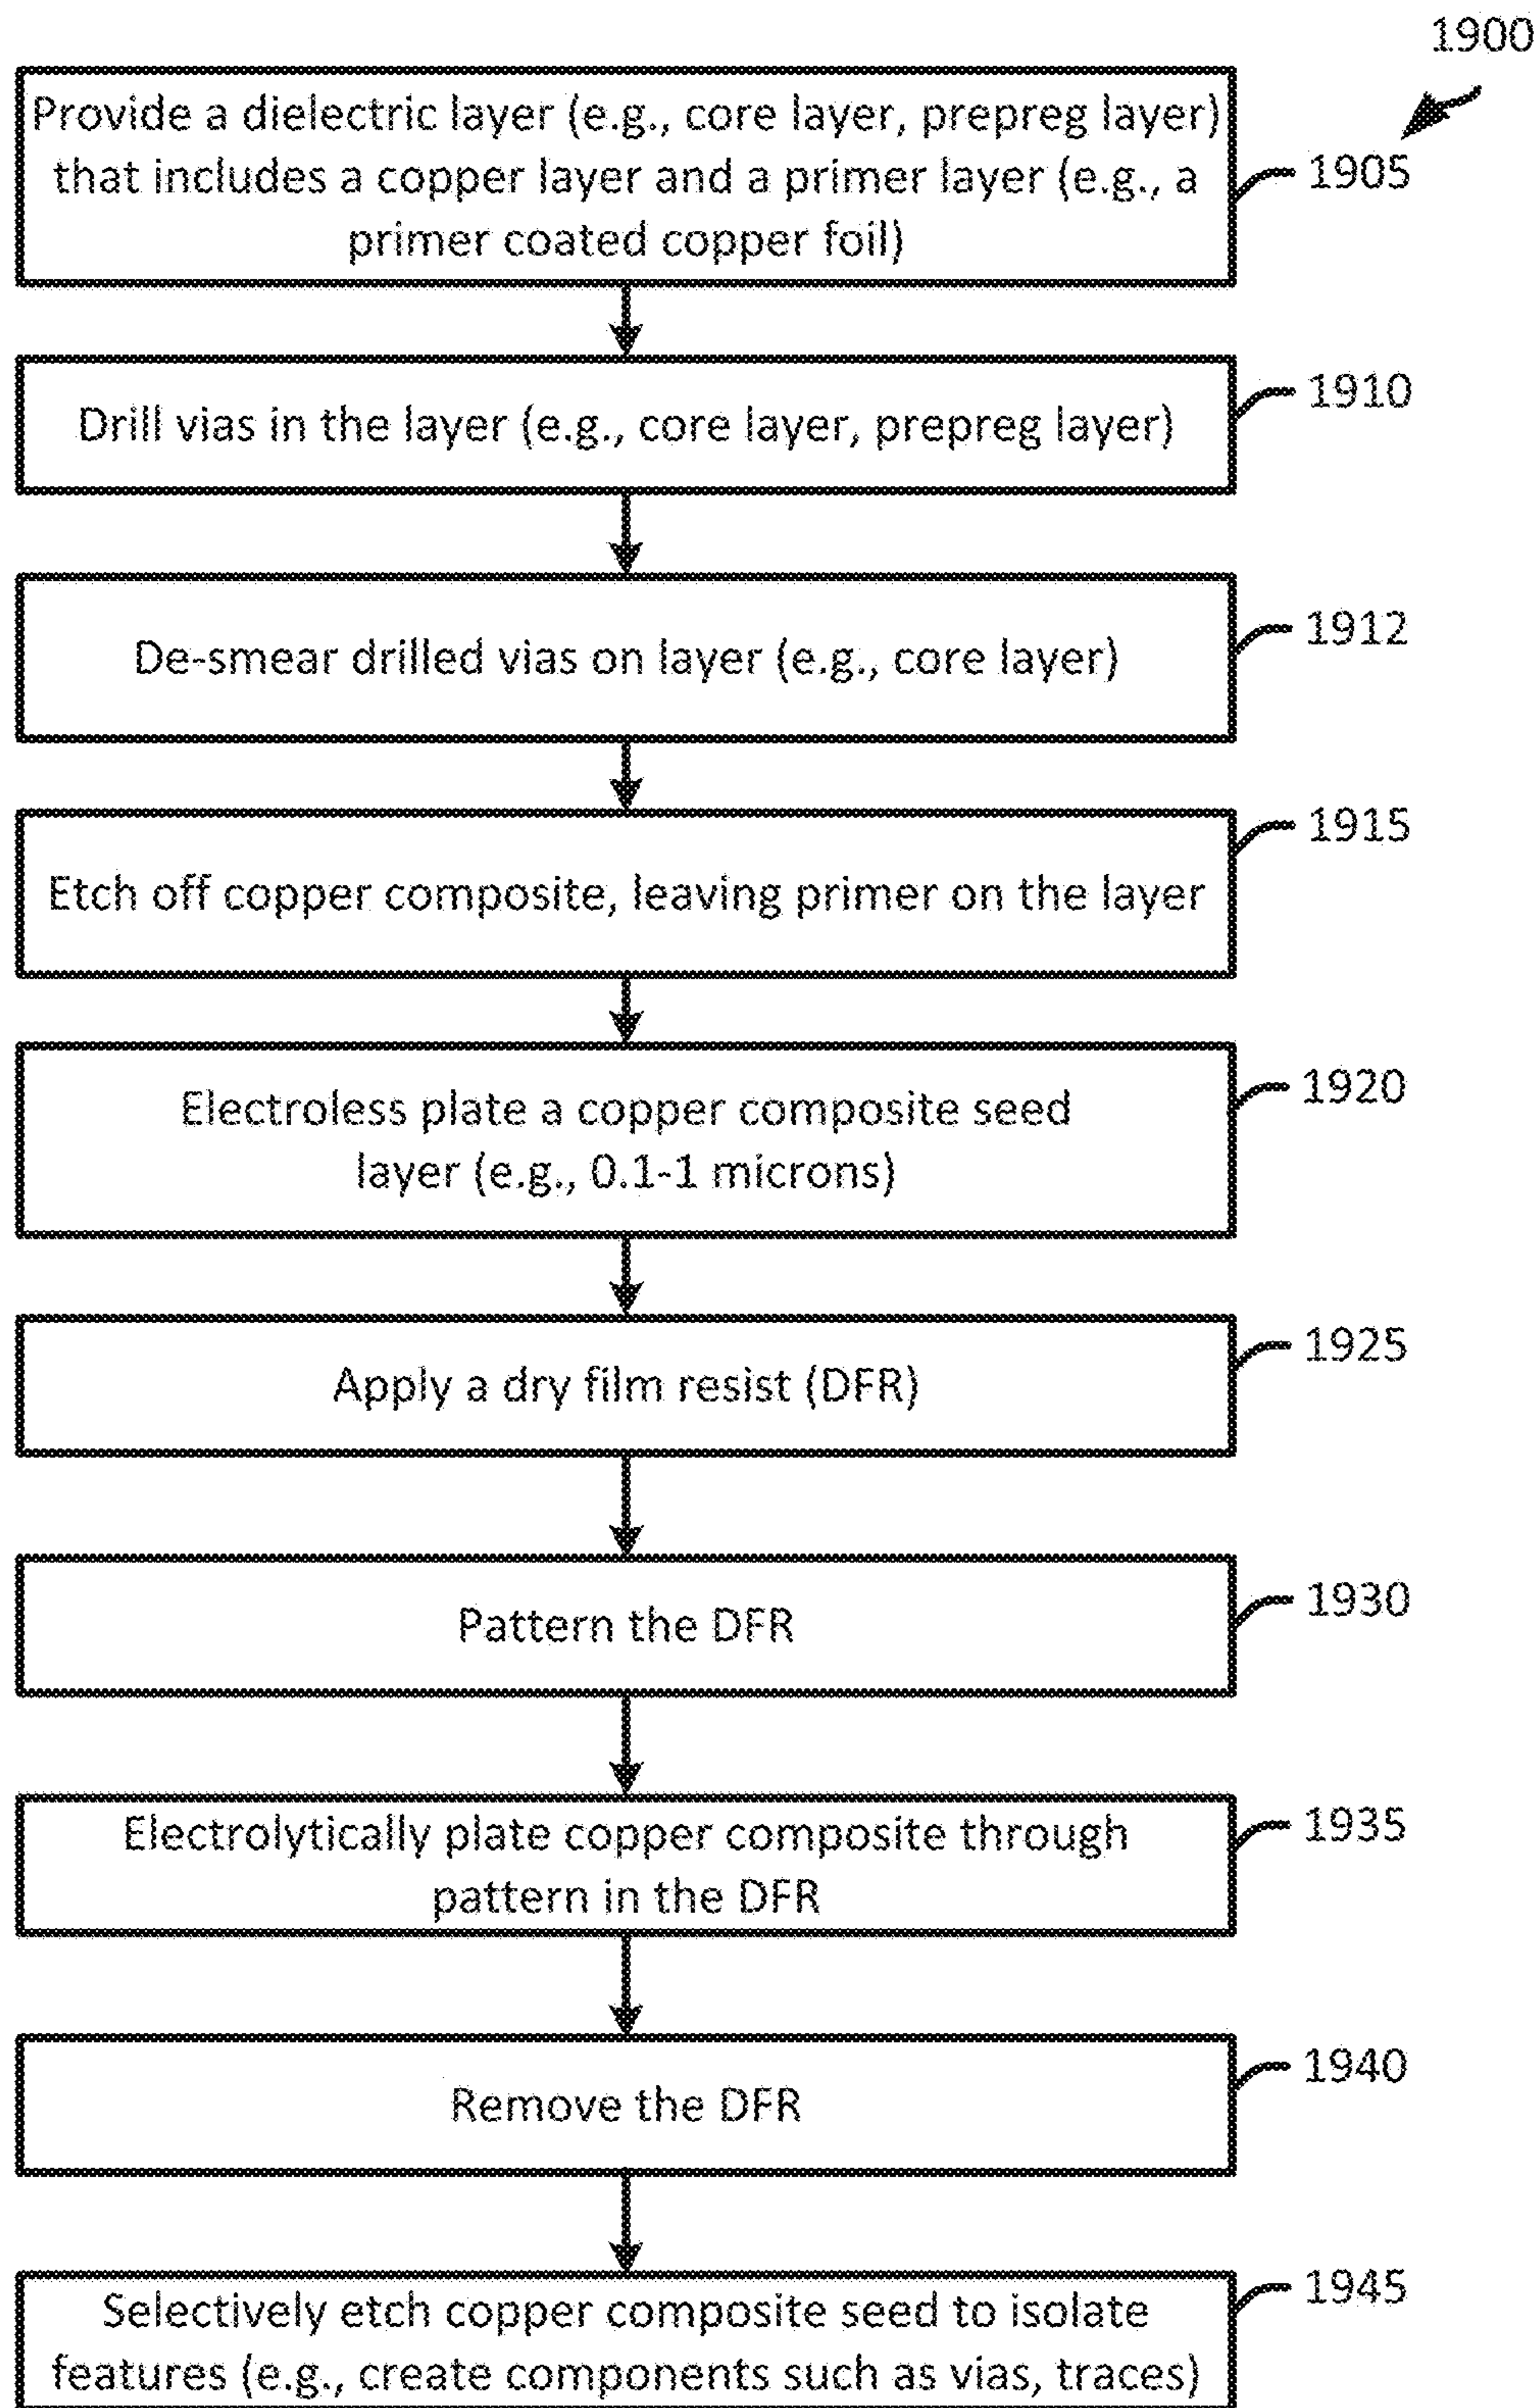 1900
Provide a dielectric layer (e.g., core layer, prepreg layer)
that includes a copper layer and a primer layer (e.g., a
primer coated copper foil)
1905
Drill vias in the layer (e.g., core layer, prepreg layer)
1910
De-smear drilled vias on layer (e.g., core layer)
1912
Etch off copper composite, leaving primer on the layer
1915
Electroless plate a copper composite seed
layer (e.g., 0.1-1 microns)
1920
Apply a dry film resist (DFR)
1925
Pattern the DFR
1930
Electrolytically plate copper composite through
pattern in the DFR
1935
Remove the DFR
1940
Selectively etch copper composite seed to isolate
features (e.g., create components such as vias, traces)
1945